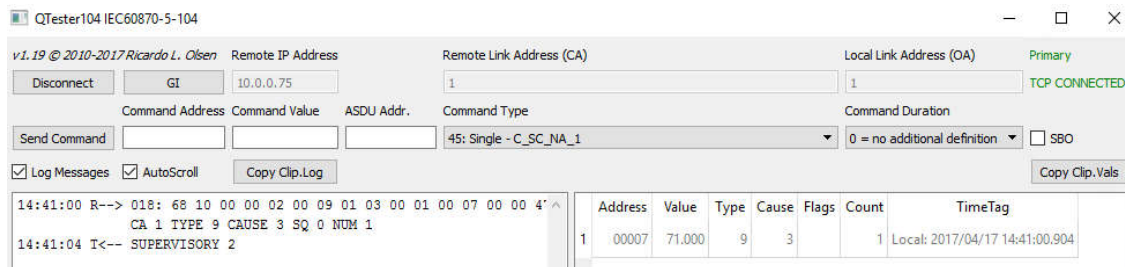 QTester104 IEC60870-5-104
v1.19 © 2010-2017 Ricardo L. Olsen Remote IP Address Remote Link Address (CA) Local Link Address (OA) Primary
Disconnect GI 10.0.0.75 1 1 TCP CONNECTED
Command Address Command Value ASDU Addr. Command Type Command Duration
Send Command 45: Single - C_SC_NA_1 0 = no additional definition SBO
Log Messages AutoScroll Copy Clip.Log Copy Clip.Vals
14:41:00 R--> 018: 68 10 00 00 02 00 09 01 03 00 01 00 07 00 00
CA 1 TYPE 9 CAUSE 3 SQ 0 NUM 1
14:41:04 T<-- SUPERVISORY 2
Address Value Type Cause Flags Count TimeTag
1 00007 71.000 9 3 1 Local: 2017/04/17 14:41:00.904